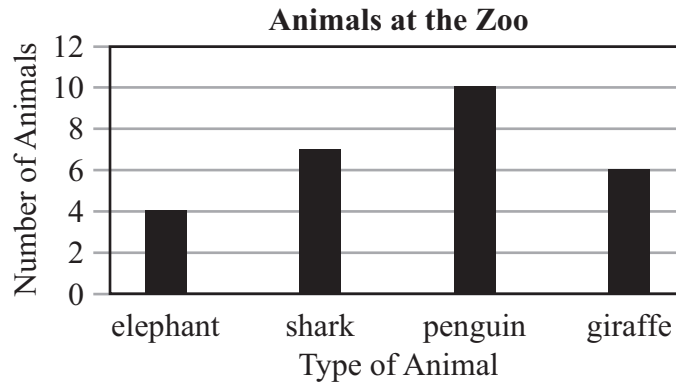 Animals at the Zoo
Number of Animals
12
10
8
6
4
2
0
elephant shark penguin giraffe
Type of Animal